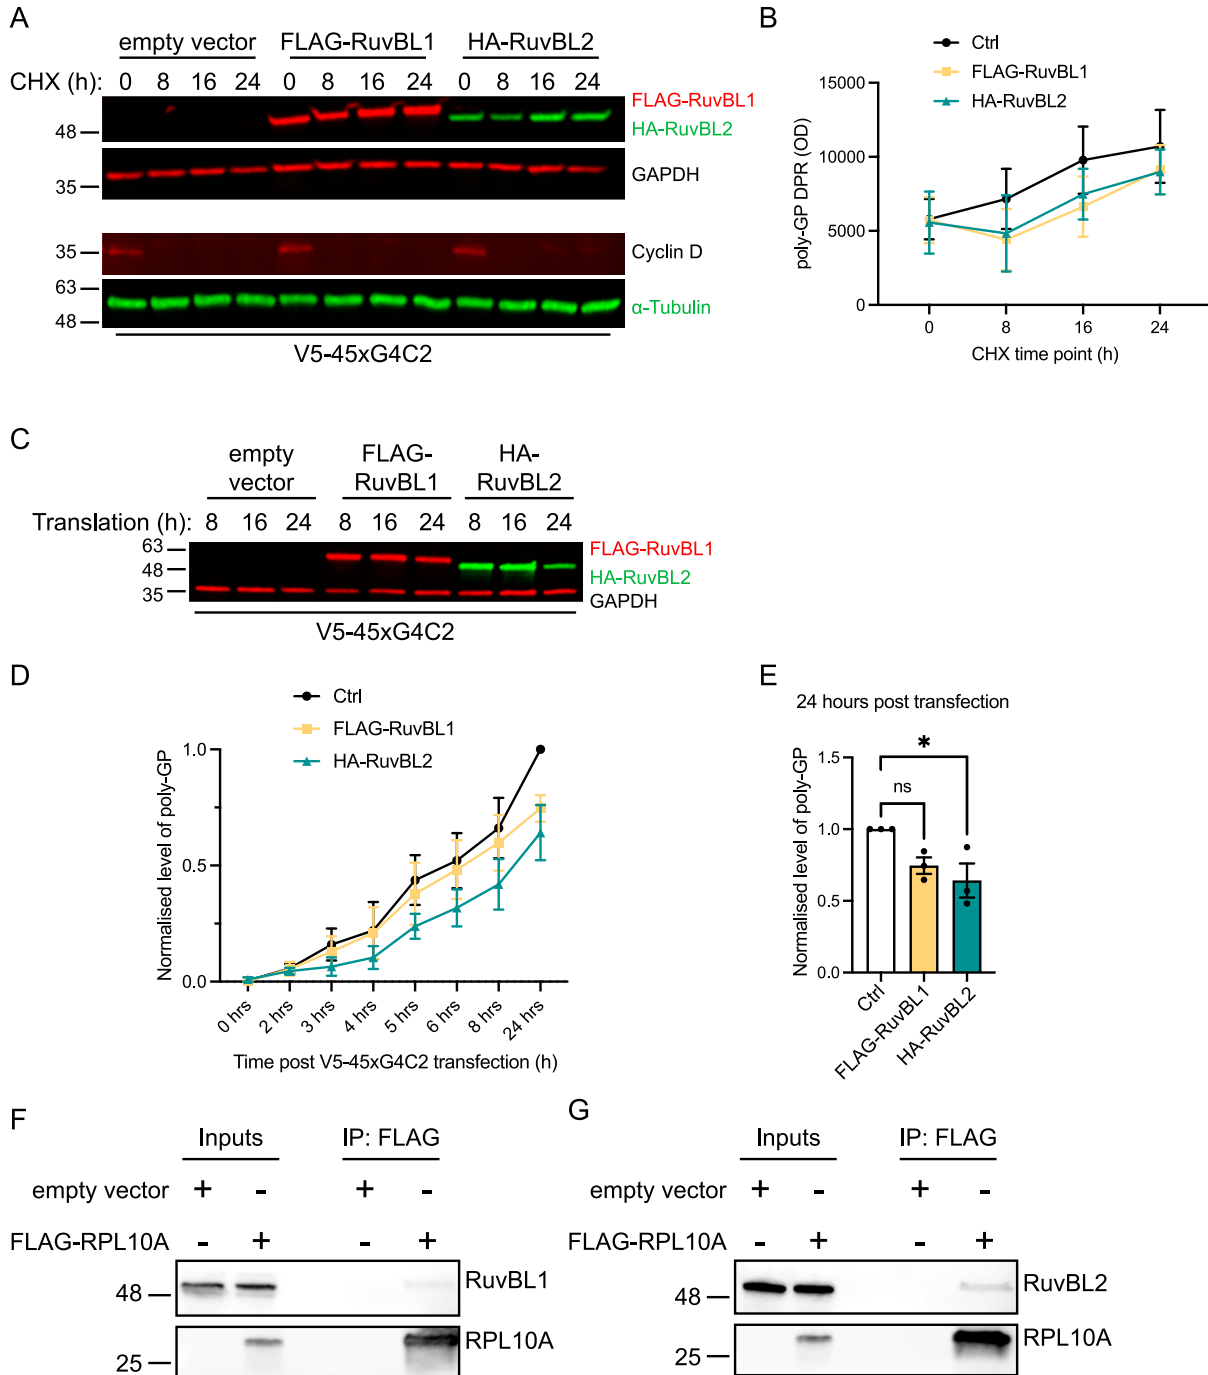 A
empty vector FLAG-RuvBL1 HA-RuvBL2
CHX (h): 0 8 16 24 0 8 16 24 0 8 16 24
FLAG-RuvBL1
48
HA-RuvBL2
GAPDH
35
35
Cyclin D
63
α-Tubulin
48
V5-45xG4C2
B
Ctrl
FLAG-RuvBL1
HA-RuvBL2
15000
10000
5000
0
poly-GP DPR (OD)
0 8 16 24
CHX time point (h)
C
empty vector
FLAG-RuvBL1
HA-RuvBL2
Translation (h): 8 16 24 8 16 24 8 16 24
63
48
35
FLAG-RuvBL1
HA-RuvBL2
GAPDH
V5-45xG4C2
D
Ctrl
FLAG-RuvBL1
HA-RuvBL2
1.0
0.5
0.0
Normalised level of poly-GP
0 hrs 2 hrs 3 hrs 4 hrs 5 hrs 6 hrs 8 hrs 24 hrs
Time post V5-45xG4C2 transfection (h)
E
24 hours post transfection
*
ns
1.5
1.0
0.5
0.0
Normalised level of poly-GP
Ctrl FLAG-RuvBL1 HA-RuvBL2
F
Inputs IP: FLAG
empty vector + - + -
FLAG-RPL10A - + - +
48
RuvBL1
RPL10A
25
G
Inputs IP: FLAG
empty vector + - + -
FLAG-RPL10A - + - +
48
RuvBL2
RPL10A
25